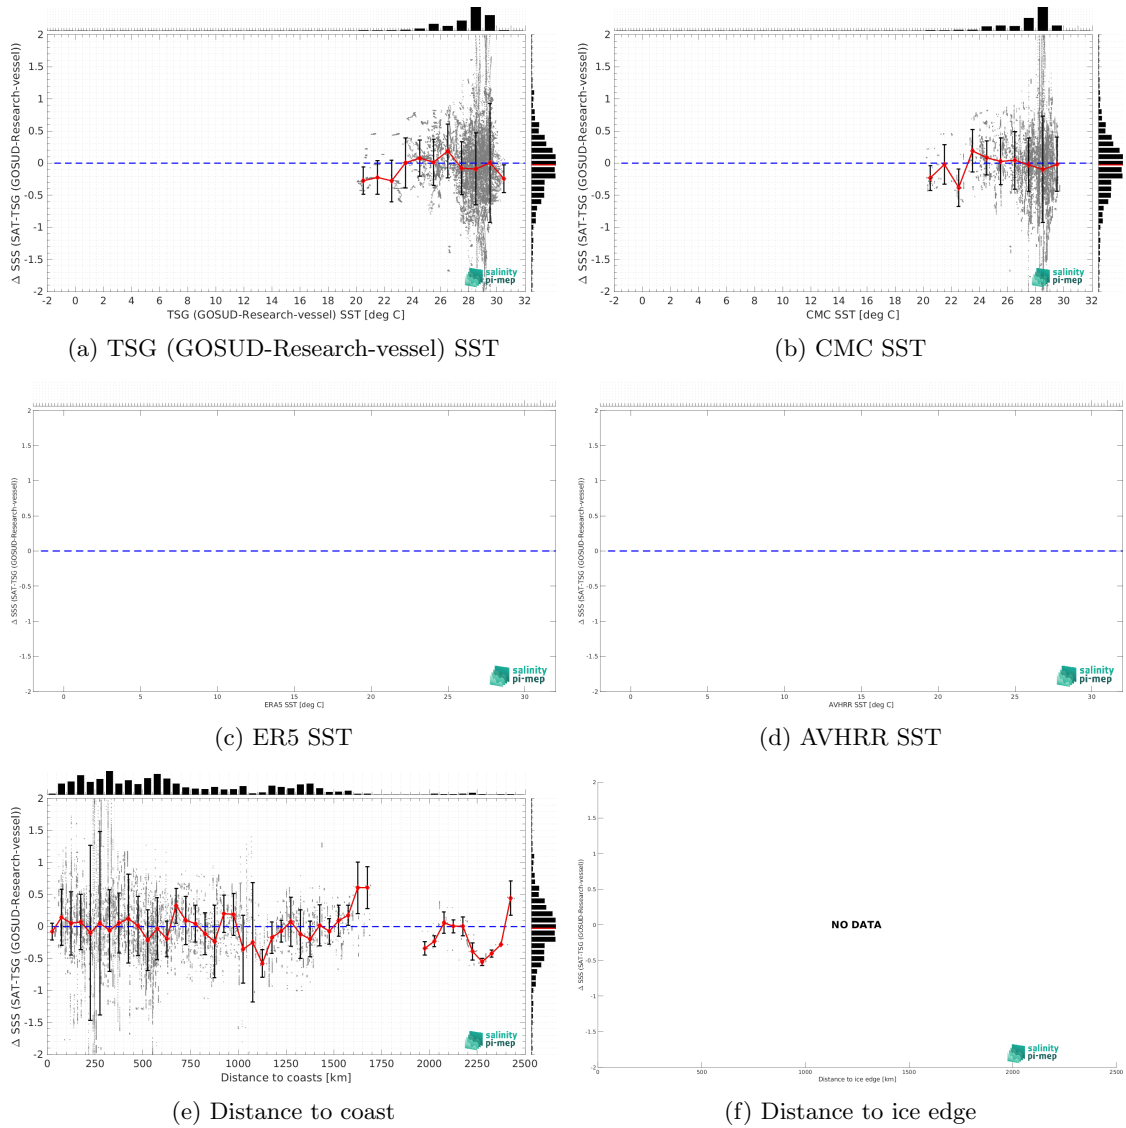 2
1.5
1
0.5
0
-0.5
-1
-1.5
-2
Δ SSS (SAT-TSG (GOSUD-Research-vessel))
salinity
pi-mep
-2 0 2 4 6 8 10 12 14 16 18 20 22 24 26 28 30 32
TSG (GOSUD-Research-vessel) SST [deg C]
(a) TSG (GOSUD-Research-vessel) SST
2
1.5
1
0.5
0
-0.5
-1
-1.5
-2
Δ SSS (SAT-TSG (GOSUD-Research-vessel))
salinity
pi-mep
-2 0 2 4 6 8 10 12 14 16 18 20 22 24 26 28 30 32
CMC SST [deg C]
(b) CMC SST
2
1.5
1
0.5
0
-0.5
-1
-1.5
-2
Δ SSS (SAT-TSG (GOSUD-Research-vessel))
salinity
pi-mep
0 5 10 15 20 25 30
ERA5 SST [deg C]
(c) ER5 SST
2
1.5
1
0.5
0
-0.5
-1
-1.5
-2
Δ SSS (SAT-TSG (GOSUD-Research-vessel))
salinity
pi-mep
0 5 10 15 20 25 30
AVHRR SST [deg C]
(d) AVHRR SST
2
1.5
1
0.5
0
-0.5
-1
-1.5
-2
Δ SSS (SAT-TSG (GOSUD-Research-vessel))
salinity
pi-mep
0 250 500 750 1000 1250 1500 1750 2000 2250 2500
Distance to coasts [km]
(e) Distance to coast
2
1.5
1
0.5
0
-0.5
-1
-1.5
-2
Δ SSS (SAT-TSG (GOSUD-Research-vessel))
NO DATA
salinity
pi-mep
0 500 1000 1500 2000 2500
Distance to ice edge [km]
(f) Distance to ice edge